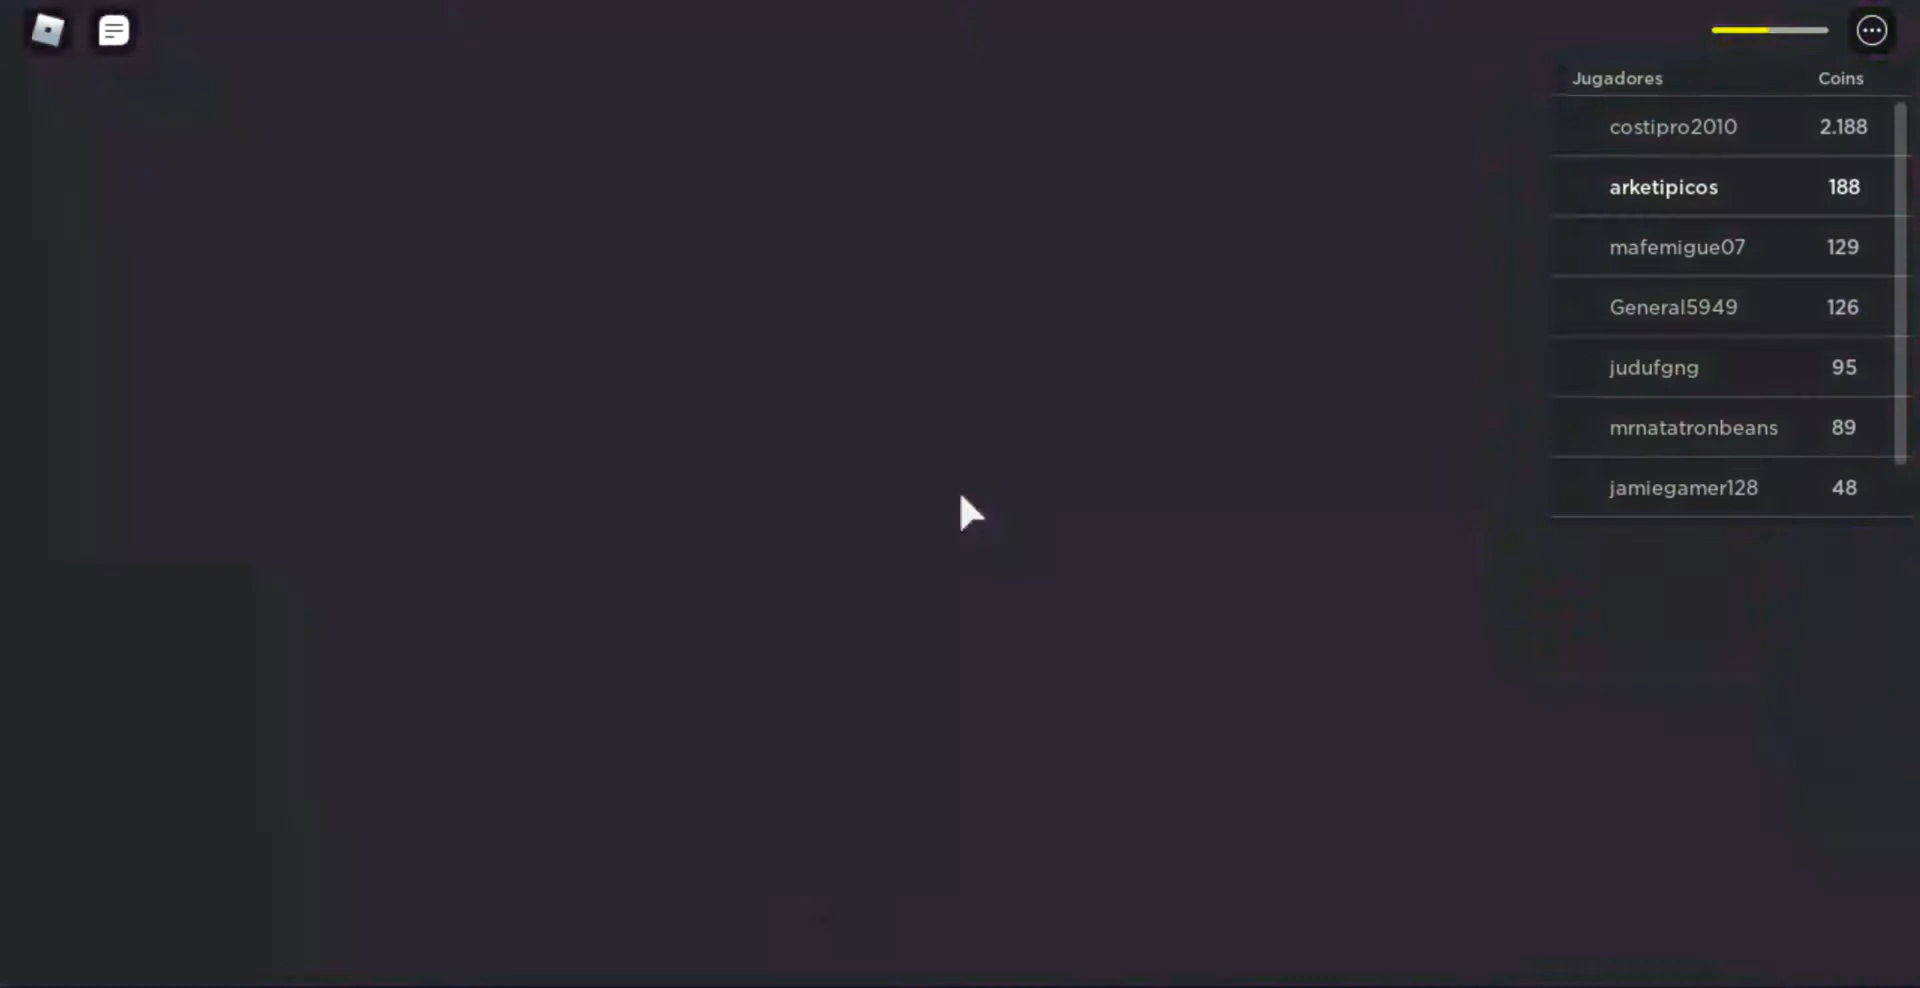 Jugadores Coins
costipro2010 2.188
arketipicos 188
mafemigue07 129
General5949 126
judufgng 95
mrnatatronbeans 89
jamiegamer128 48